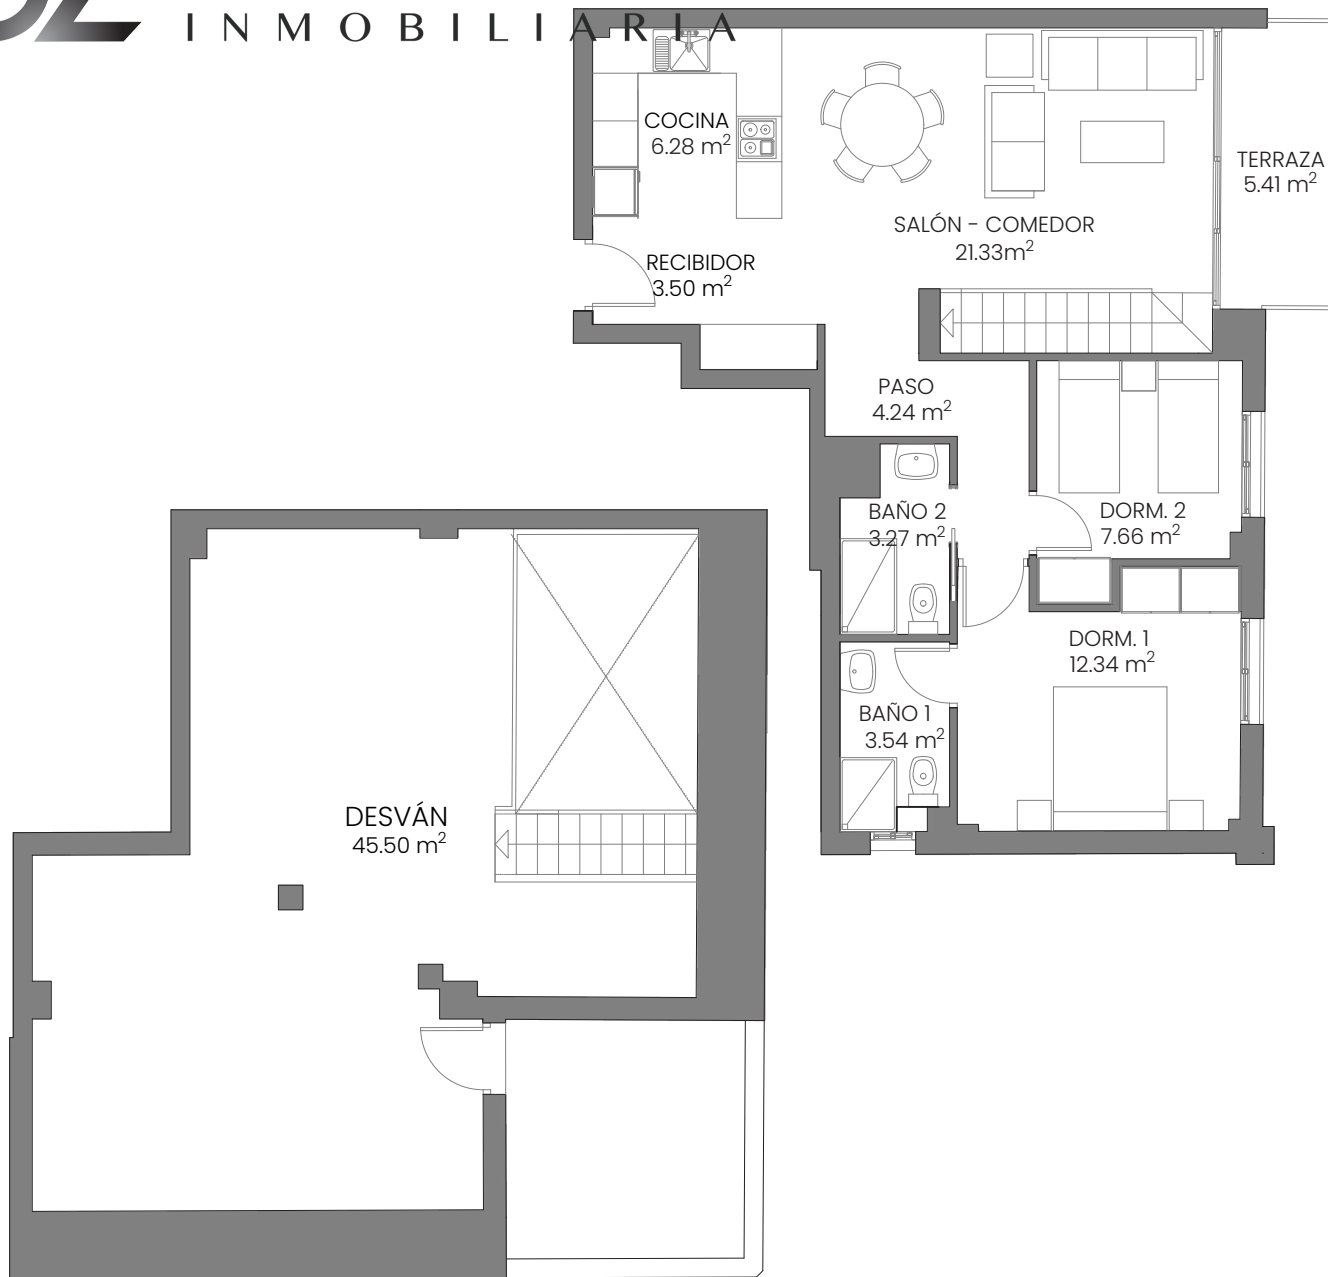 INMOBILIARIA
COCINA
6.28 m²
TERRAZA
5.41 m²
SALÓN - COMEDOR
21.33m²
RECIBIDOR
3.50 m²
PASO
4.24 m²
BAÑO 2
3.27 m²
DORM. 2
7.66 m²
DORM. 1
12.34 m²
BAÑO 1
3.54 m²
DESVÁN
45.50 m²